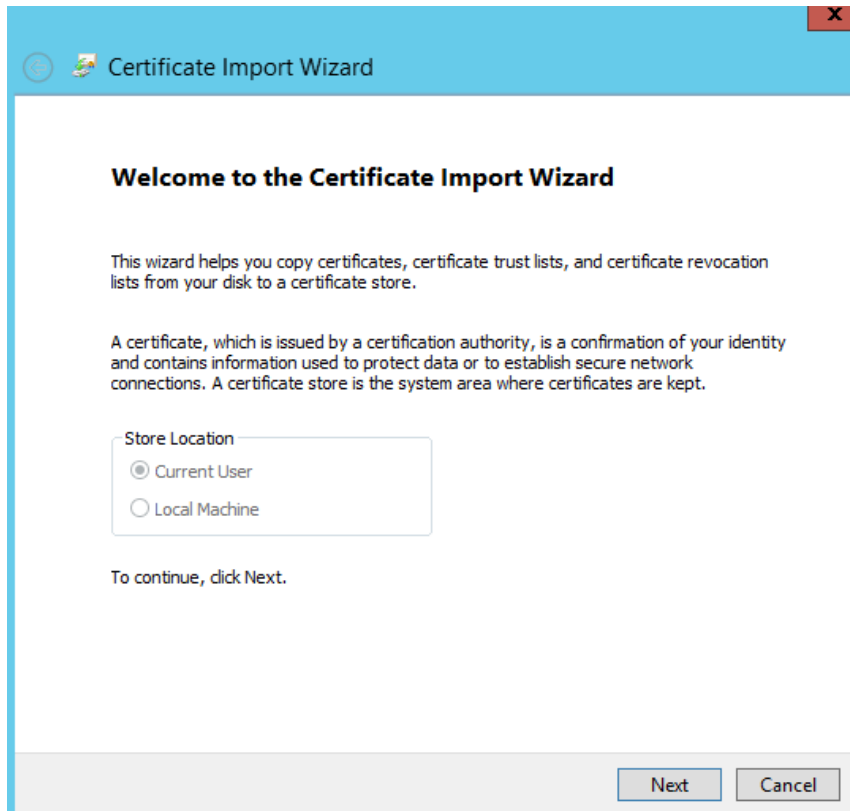 X
Certificate Import Wizard
Welcome to the Certificate Import Wizard
This wizard helps you copy certificates, certificate trust lists, and certificate revocation
lists from your disk to a certificate store.
A certificate, which is issued by a certification authority, is a confirmation of your identity
and contains information used to protect data or to establish secure network
connections. A certificate store is the system area where certificates are kept.
Store Location
Current User
Local Machine
To continue, click Next.
Next
Cancel